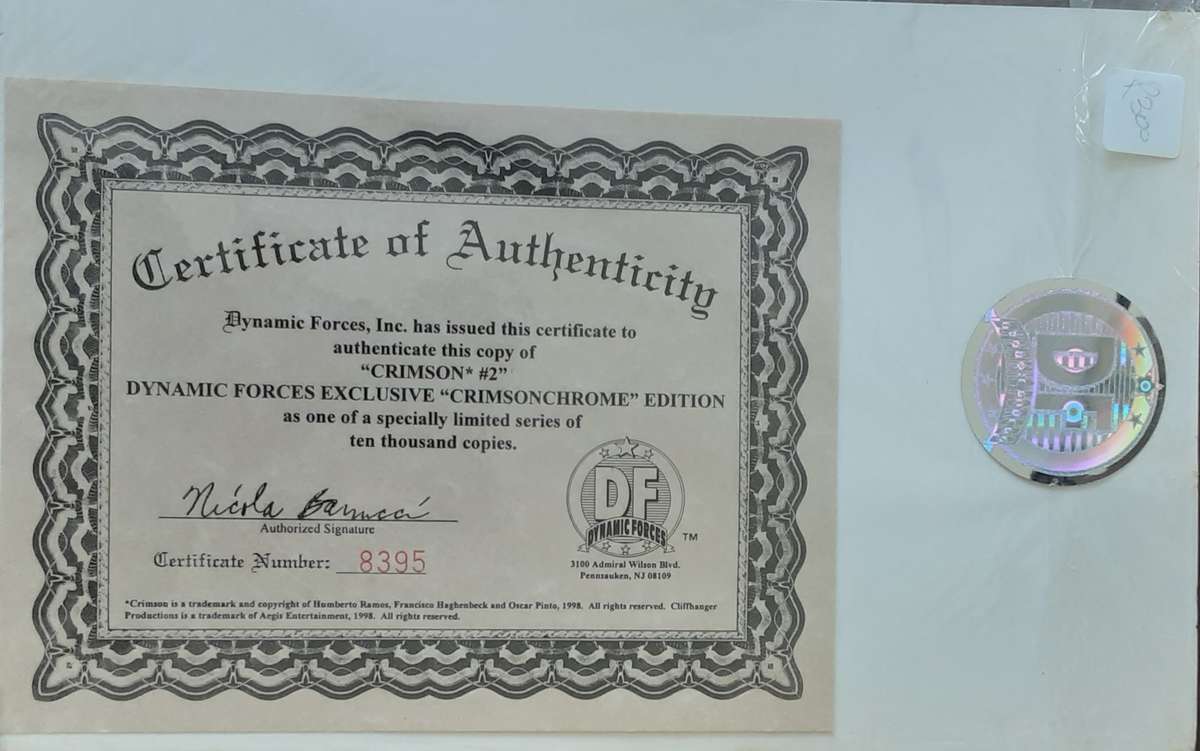 Certificate of Authenticity
Dynamic Forces, Inc. has issued this certificate to
authenticate this copy of
“CRIMSON* #2”
DYNAMIC FORCES EXCLUSIVE “CRIMSONCHROME” EDITION
as one of a specially limited series of
ten thousand copies.
Nicola Barrucci
Authorized Signature
Certificate Number: 8395
DF
DYNAMIC FORCES
TM
3100 Admiral Wilson Blvd.
Pennsauken, NJ 08109
*Crimson is a trademark and copyright of Humberto Ramos, Francisco Haghenbeck and Oscar Pinto, 1998. All rights reserved. Cliffhanger
Productions is a trademark of Aegis Entertainment, 1998. All rights reserved.